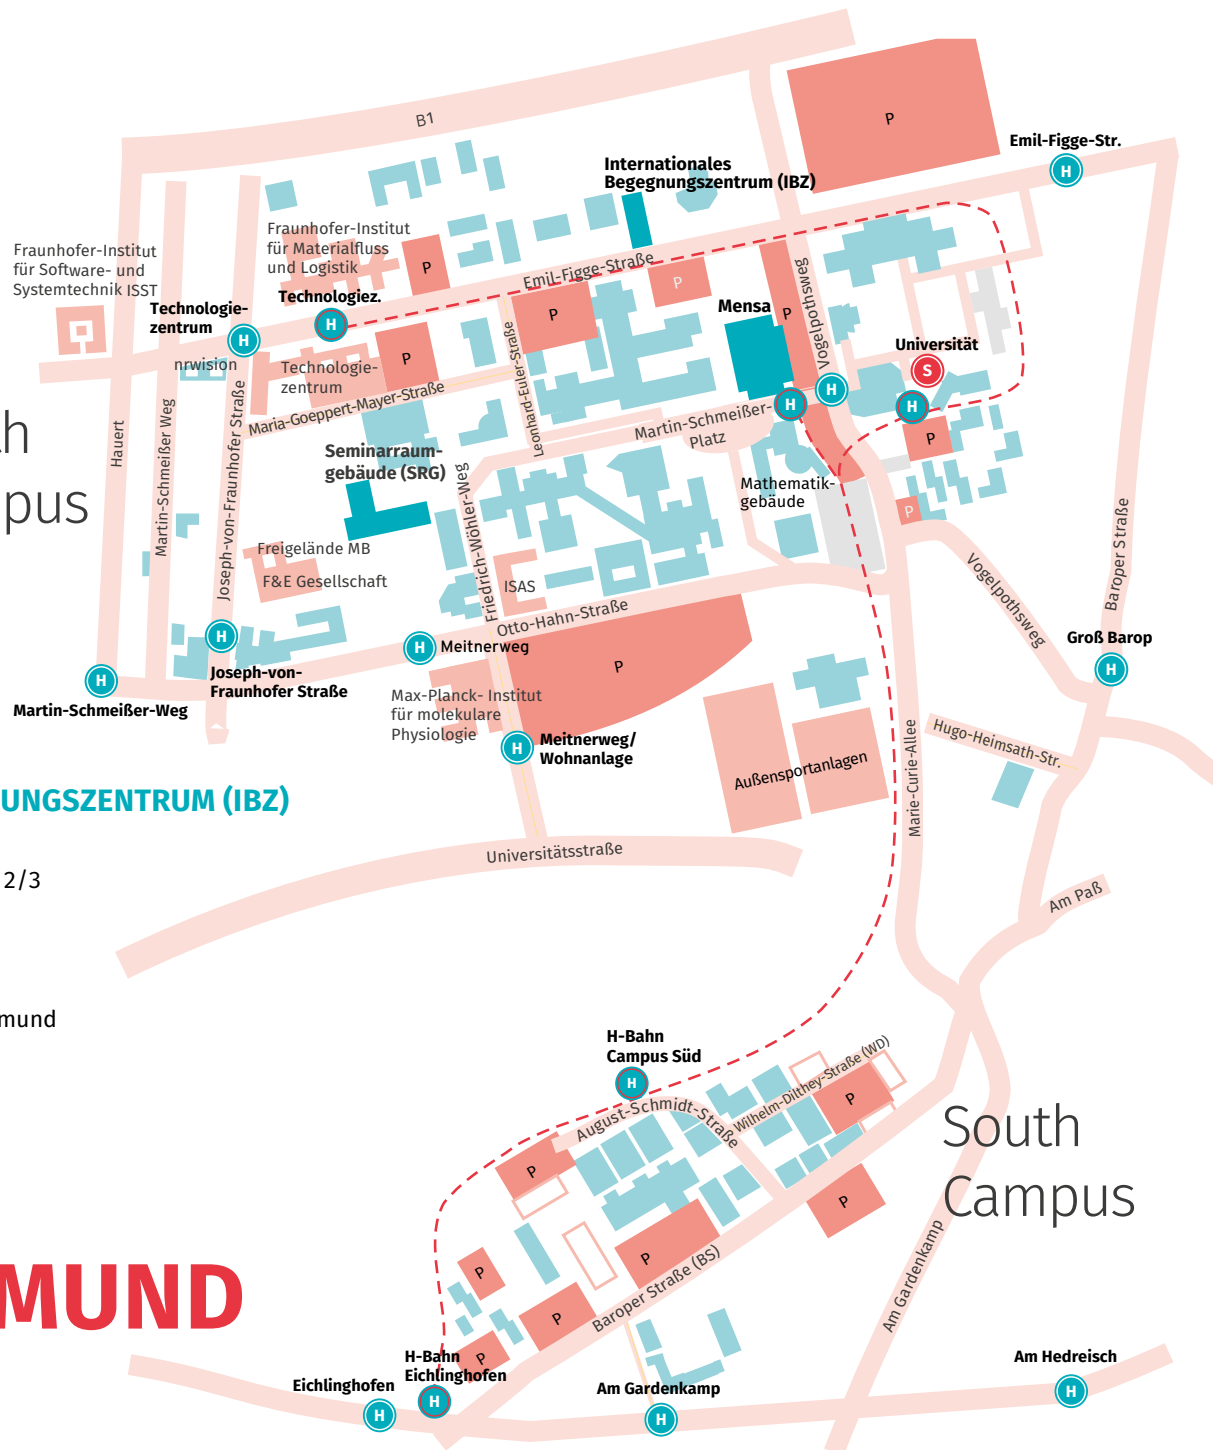 B1
P
Emil-Figge-Str.
H
Internationales
Begegnungszentrum (IBZ)
Fraunhofer-Institut
für Materialfluss
und Logistik
Fraunhofer-Institut
für Software- und
Systemtechnik ISST
P
Emil-Figge-Straße
P
Vogelpothsweg
Technologie-
zentrum
H
Technologiez.
H
P
Mensa
P
Universität
S
nrwision
Technologie-
zentrum
P
Leonhard-Euler-Straße
Maria-Goeppert-Mayer-Straße
H
H
H
Martin-Schmeißer-
Platz
P
Hauert
Martin-Schmeißer Weg
Joseph-von-Fraunhofer Straße
Seminarraum-
gebäude (SRG)
Friedrich-Wöhler-Weg
Mathematik-
gebäude
P
h
pus
Freigelände MB
F&E Gesellschaft
ISAS
Otto-Hahn-Straße
Vogelpothsweg
Baroper Straße
H
Joseph-von-
Fraunhofer Straße
H
Meitnerweg
P
Groß Barop
H
H
Martin-Schmeißer-Weg
Max-Planck- Institut
für molekulare
Physiologie
H
Meitnerweg/
Wohnanlage
Außensportanlagen
Marie-Curie-Allee
Hugo-Heimsath-Str.
UNGSZENTRUM (IBZ)
Universitätsstraße
2/3
Am Paß
mund
H-Bahn
Campus Süd
H
August-Schmidt-Straße
Wilhelm-Dilthey-Straße (WD)
P
P
P
South
Campus
P
P
P
P
Baroper Straße (BS)
Am Gardenkamp
MUND
H-Bahn
Eichlinghofen
H
Eichlinghofen
H
Am Gardenkamp
H
Am Hedreisch
H